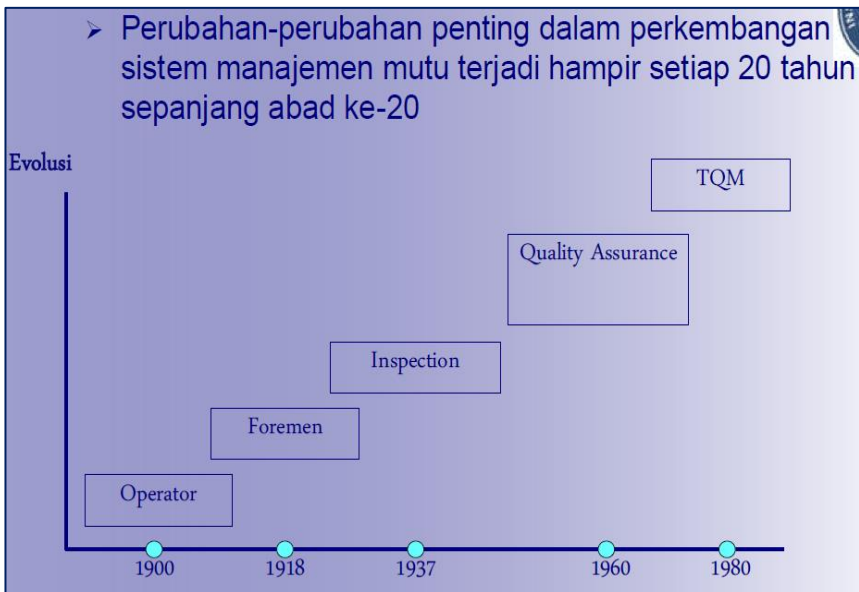 ➤ Perubahan-perubahan penting dalam perkembangan
sistem manajemen mutu terjadi hampir setiap 20 tahun
sepanjang abad ke-20
Evolusi
TQM
Quality Assurance
Inspection
Foremen
Operator
1900 1918 1937 1960 1980